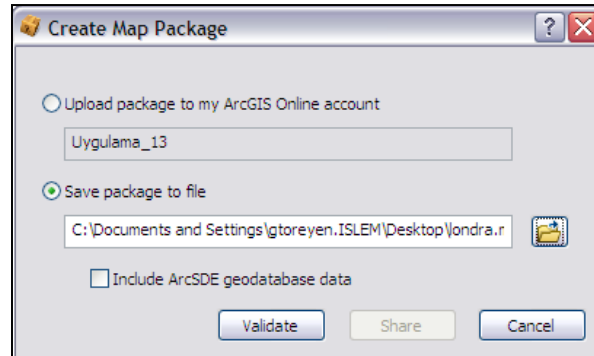 Create Map Package
Upload package to my ArcGIS Online account
Uygulama_13
Save package to file
C:\Documents and Settings\gtoreyen.ISLEM\Desktop\londra.r
Include ArcSDE geodatabase data
Validate Share Cancel